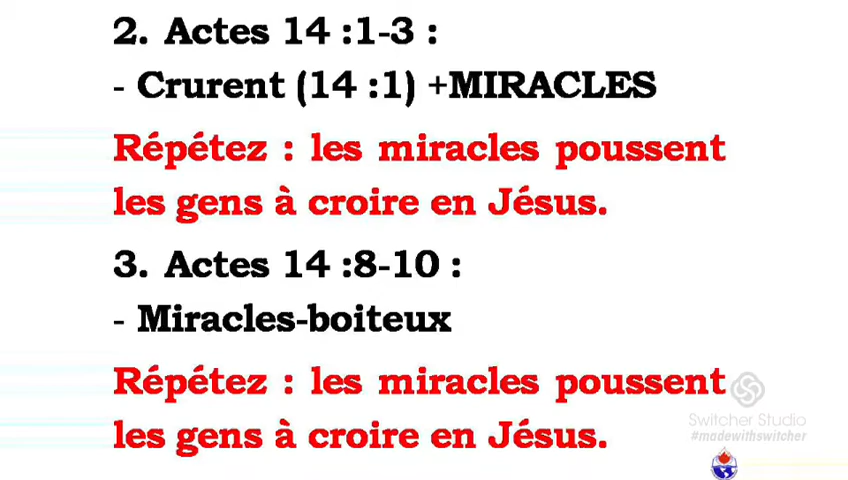 2. Actes 14 :1-3 :
- Crurent (14 :1) +MIRACLES
Répétez : les miracles poussent
les gens à croire en Jésus.
3. Actes 14 :8-10 :
- Miracles-boiteux
Répétez : les miracles poussent
les gens à croire en Jésus.
Switcher Studio
#madewithswitcher